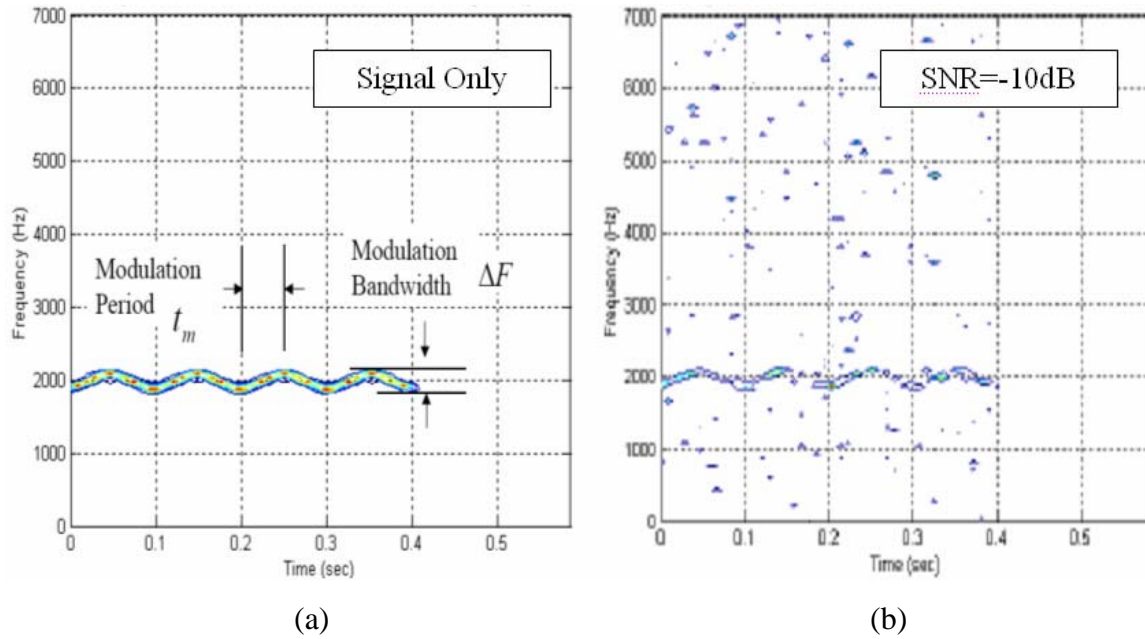 7000
6000
5000
4000
3000
2000
1000
0
Frequency (Hz)
Signal Only
Modulation
Period t_m
Modulation
Bandwidth ΔF
0 0.1 0.2 0.3 0.4 0.5
Time (sec)
(a)
7000
6000
5000
4000
3000
2000
1000
0
Frequency (Hz)
SNR=-10dB
0 0.1 0.2 0.3 0.4 0.5
Time (sec)
(b)